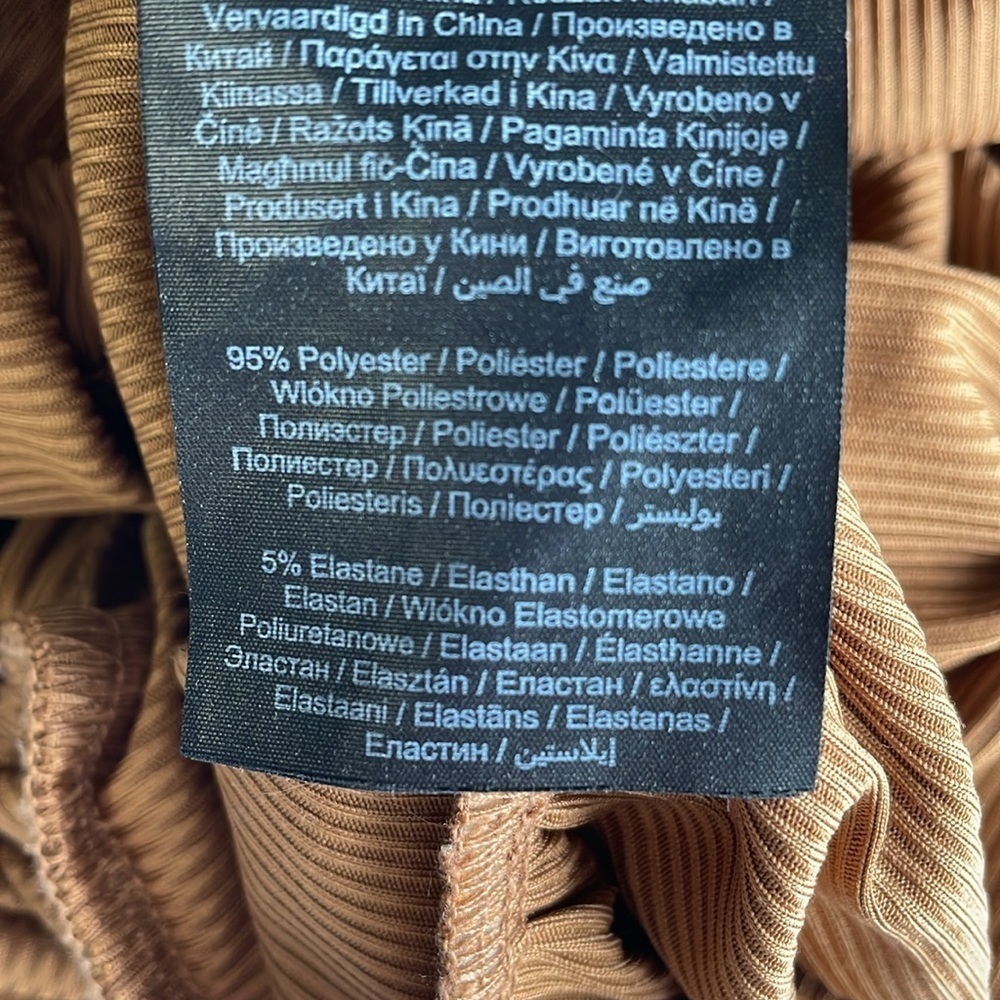 Vervaardigd in China / Произведено в
Китай / Παράγεται στην Κίνα / Valmistettu
Kiinassa / Tillverkad i Kina / Vyrobeno v
Číně / Ražots Ķīnā / Pagaminta Kinijoje /
Magħmul fiċ-Ċina / Vyrobené v Číne /
Produsert i Kina / Prodhuar në Kinë /
Произведено у Кини / Виготовлено в
Китаї / صنع في الصين
95% Polyester / Poliéster / Poliestere /
Wlókno Poliestrowe / Polüester /
Полиэстер / Poliester / Poliészter /
Полиестер / Πολυεστέρας / Polyesteri /
Poliesteris / Поліестер / بوليستر
5% Elastane / Elasthan / Elastano /
Elastan / Wlókno Elastomerowe
Poliuretanowe / Elastaan / Élasthanne /
Эластан / Elasztán / Еластан / ελαστίνη /
Elastaani / Elastāns / Elastanas /
Еластин / إيلاستين